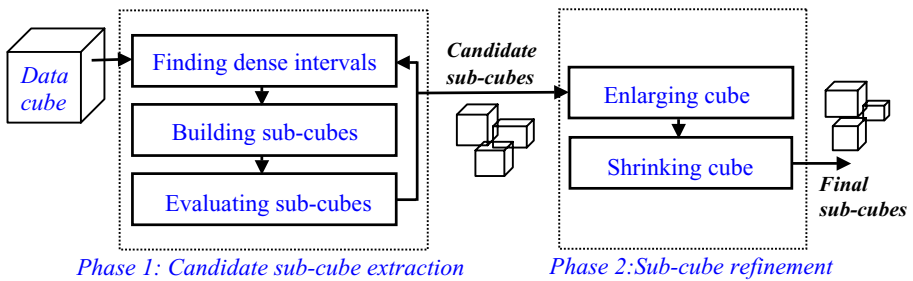 Data
cube
Finding dense intervals
Building sub-cubes
Evaluating sub-cubes
Phase 1: Candidate sub-cube extraction
Candidate
sub-cubes
Enlarging cube
Shrinking cube
Phase 2:Sub-cube refinement
Final
sub-cubes